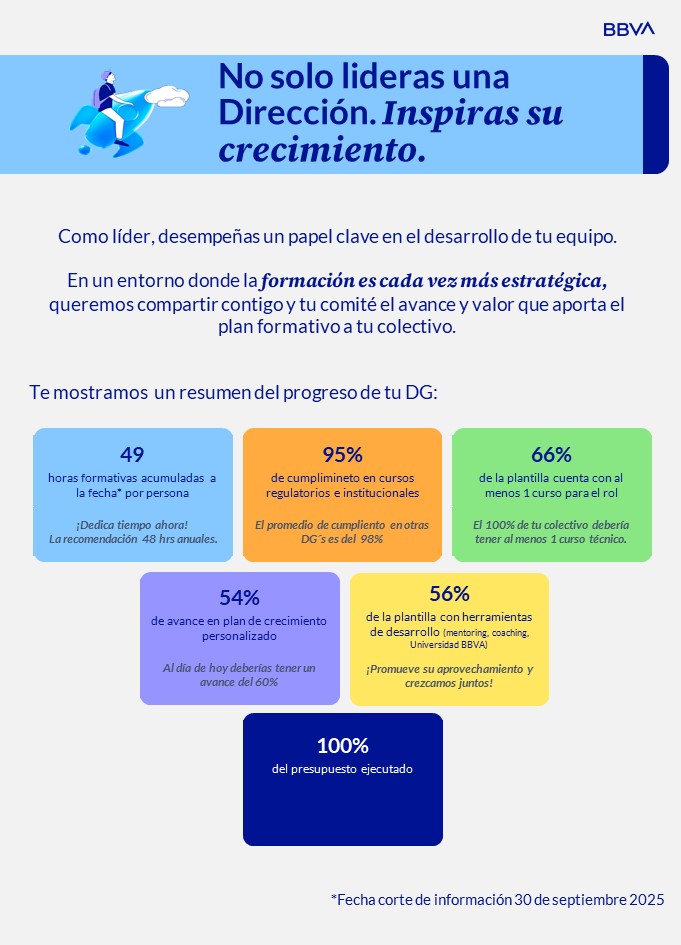 BBVA
No solo lideras una
Dirección. Inspiras su
crecimiento.
Como líder, desempeñas un papel clave en el desarrollo de tu equipo.
En un entorno donde la formación es cada vez más estratégica,
queremos compartir contigo y tu comité el avance y valor que aporta el
plan formativo a tu colectivo.
Te mostramos un resumen del progreso de tu DG:
49
horas formativas acumuladas a
la fecha* por persona
¡Dedica tiempo ahora!
La recomendación 48 hrs anuales.
95%
de cumplimineto en cursos
regulatorios e institucionales
El promedio de cumpliento en otras
DG´s es del 98%
66%
de la plantilla cuenta con al
menos 1 curso para el rol
El 100% de tu colectivo debería
tener al menos 1 curso técnico.
54%
de avance en plan de crecimiento
personalizado
Al día de hoy deberías tener un
avance del 60%
56%
de la plantilla con herramientas
de desarrollo (mentoring, coaching,
Universidad BBVA)
¡Promueve su aprovechamiento y
crezcamos juntos!
100%
del presupuesto ejecutado
*Fecha corte de información 30 de septiembre 2025